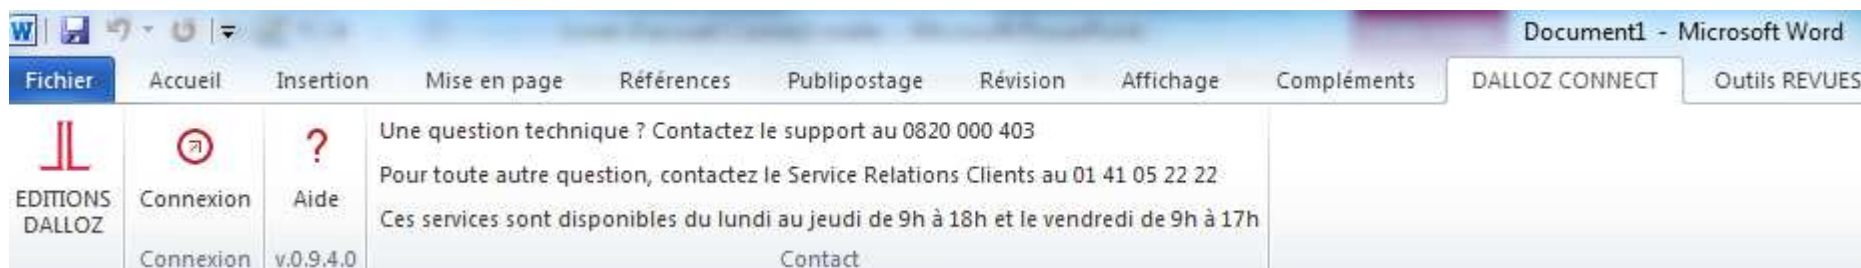 W
Document1 - Microsoft Word
Fichier Accueil Insertion Mise en page Références Publipostage Révision Affichage Compléments DALLOZ CONNECT Outils REVUES
EDITIONS
DALLOZ
Connexion
Connexion
? 
Aide
v.0.9.4.0
Une question technique ? Contactez le support au 0820 000 403
Pour toute autre question, contactez le Service Relations Clients au 01 41 05 22 22
Ces services sont disponibles du lundi au jeudi de 9h à 18h et le vendredi de 9h à 17h
Contact